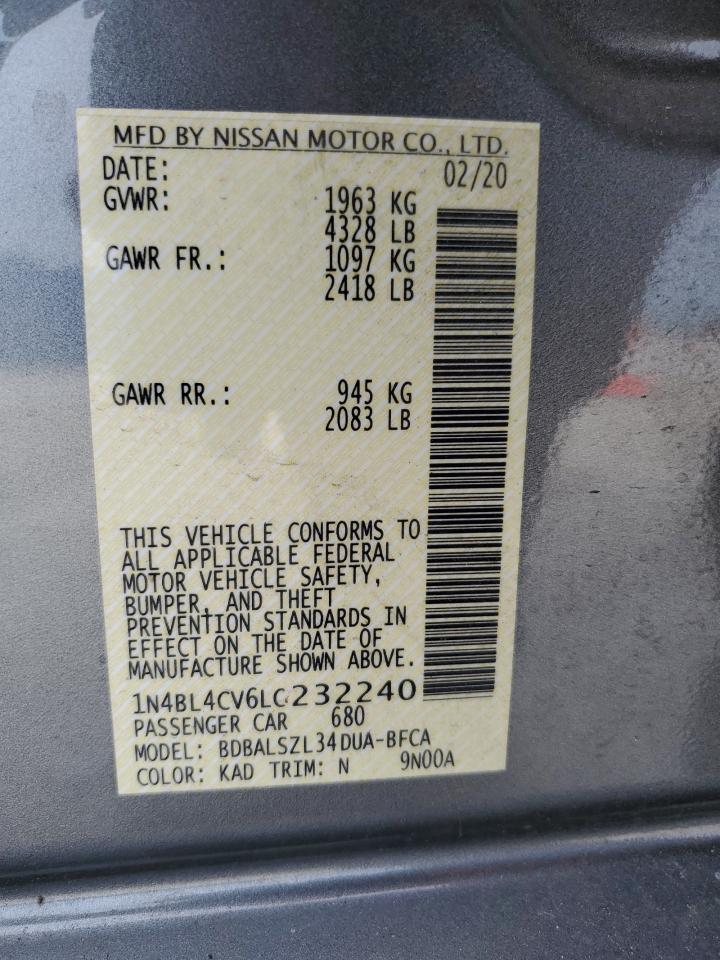 MFD BY NISSAN MOTOR CO., LTD.
DATE: 02/20
GVWR: 1963 KG
4328 LB
GAWR FR.: 1097 KG
2418 LB
GAWR RR.: 945 KG
2083 LB
THIS VEHICLE CONFORMS TO
ALL APPLICABLE FEDERAL
MOTOR VEHICLE SAFETY,
BUMPER, AND THEFT
PREVENTION STANDARDS IN
EFFECT ON THE DATE OF
MANUFACTURE SHOWN ABOVE.
1N4BL4CV6LC232240
PASSENGER CAR 680
MODEL: BDBALSZL34DUA-BFCA
COLOR: KAD TRIM: N 9N00A